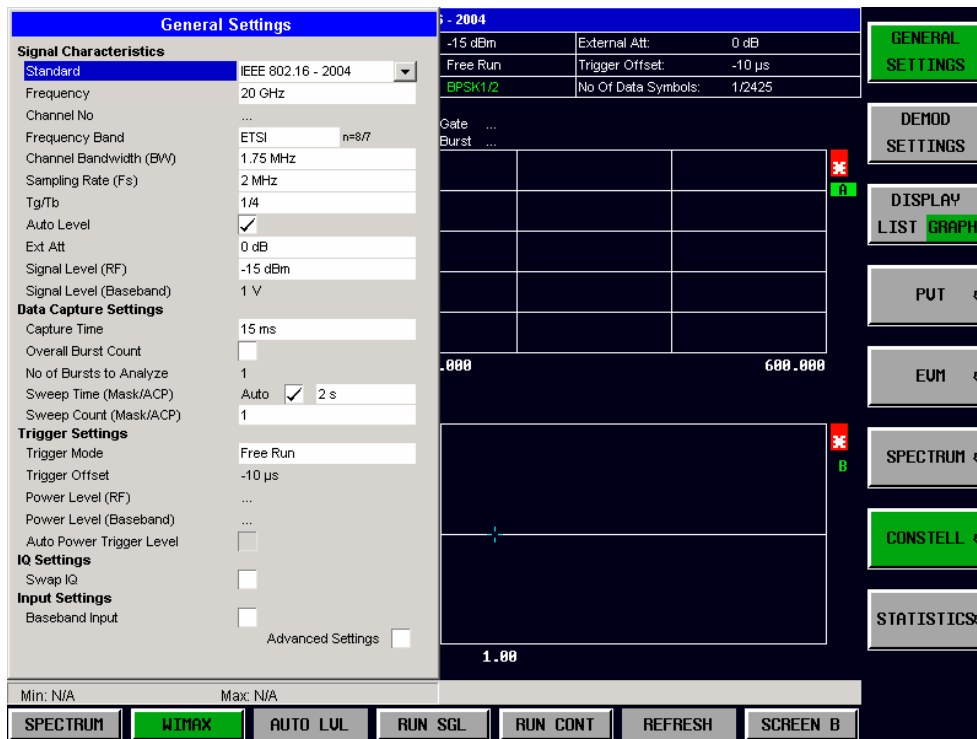 General Settings
Signal Characteristics
Standard IEEE 802.16 - 2004
Frequency 20 GHz
Channel No ...
Frequency Band ETSI n=8/7
Channel Bandwidth (BW) 1.75 MHz
Sampling Rate (Fs) 2 MHz
Tg/Tb 1/4
Auto Level
Ext Att 0 dB
Signal Level (RF) -15 dBm
Signal Level (Baseband) 1 V
Data Capture Settings
Capture Time 15 ms
Overall Burst Count
No of Bursts to Analyze 1
Sweep Time (Mask/ACP) Auto 2 s
Sweep Count (Mask/ACP) 1
Trigger Settings
Trigger Mode Free Run
Trigger Offset -10 µs
Power Level (RF) ...
Power Level (Baseband) ...
Auto Power Trigger Level
IQ Settings
Swap IQ
Input Settings
Baseband Input
Advanced Settings
Min: N/A Max: N/A
- 2004
-15 dBm External Att: 0 dB
Free Run Trigger Offset: -10 µs
BPSK1/2 No Of Data Symbols: 1/2425
Gate ...
Burst ...
A
.000 600.000
B
1.00
GENERAL
SETTINGS
DEMOD
SETTINGS
DISPLAY
LIST GRAPH
PVT
EVM
SPECTRUM
CONSTELL
STATISTICS
SPECTRUM WIMAX AUTO LVL RUN SGL RUN CONT REFRESH SCREEN B